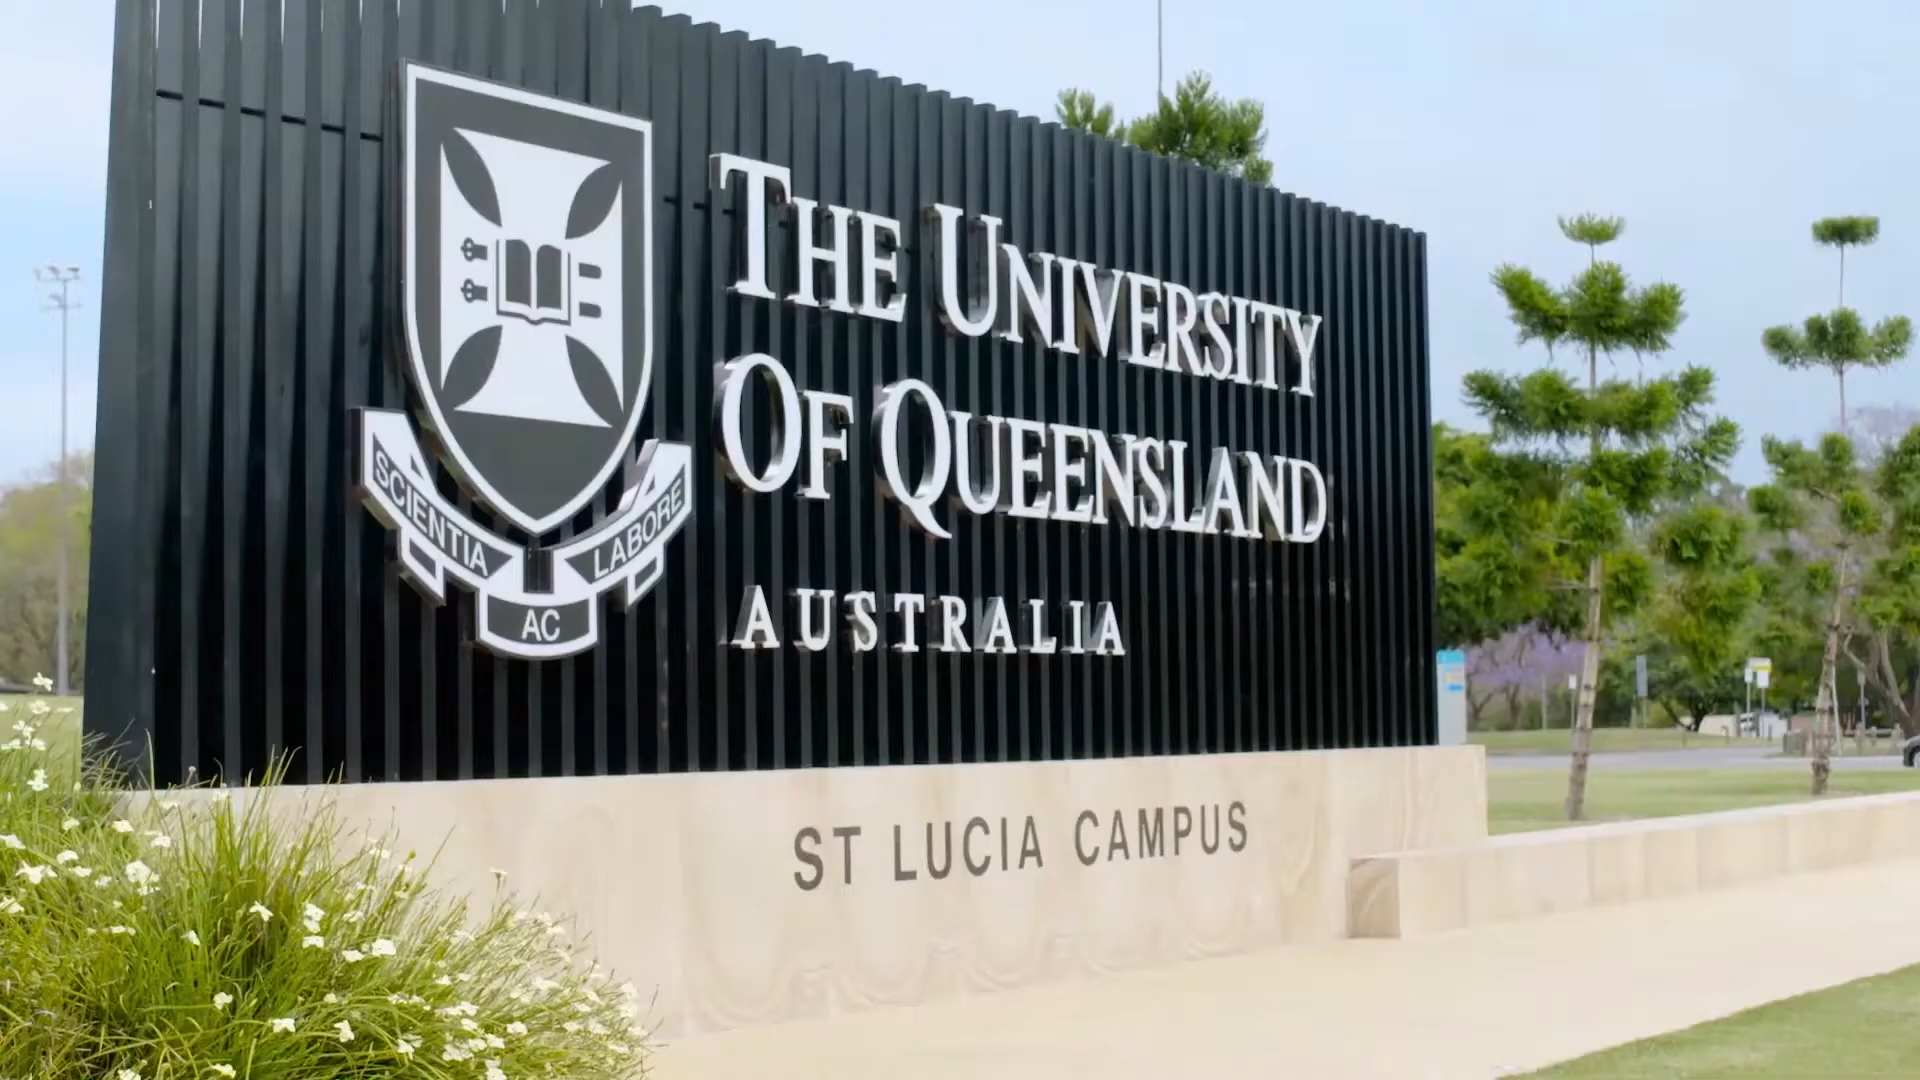 THE UNIVERSITY
OF QUEENSLAND
AUSTRALIA
SCIENTIA
AC
LABORE
ST LUCIA CAMPUS